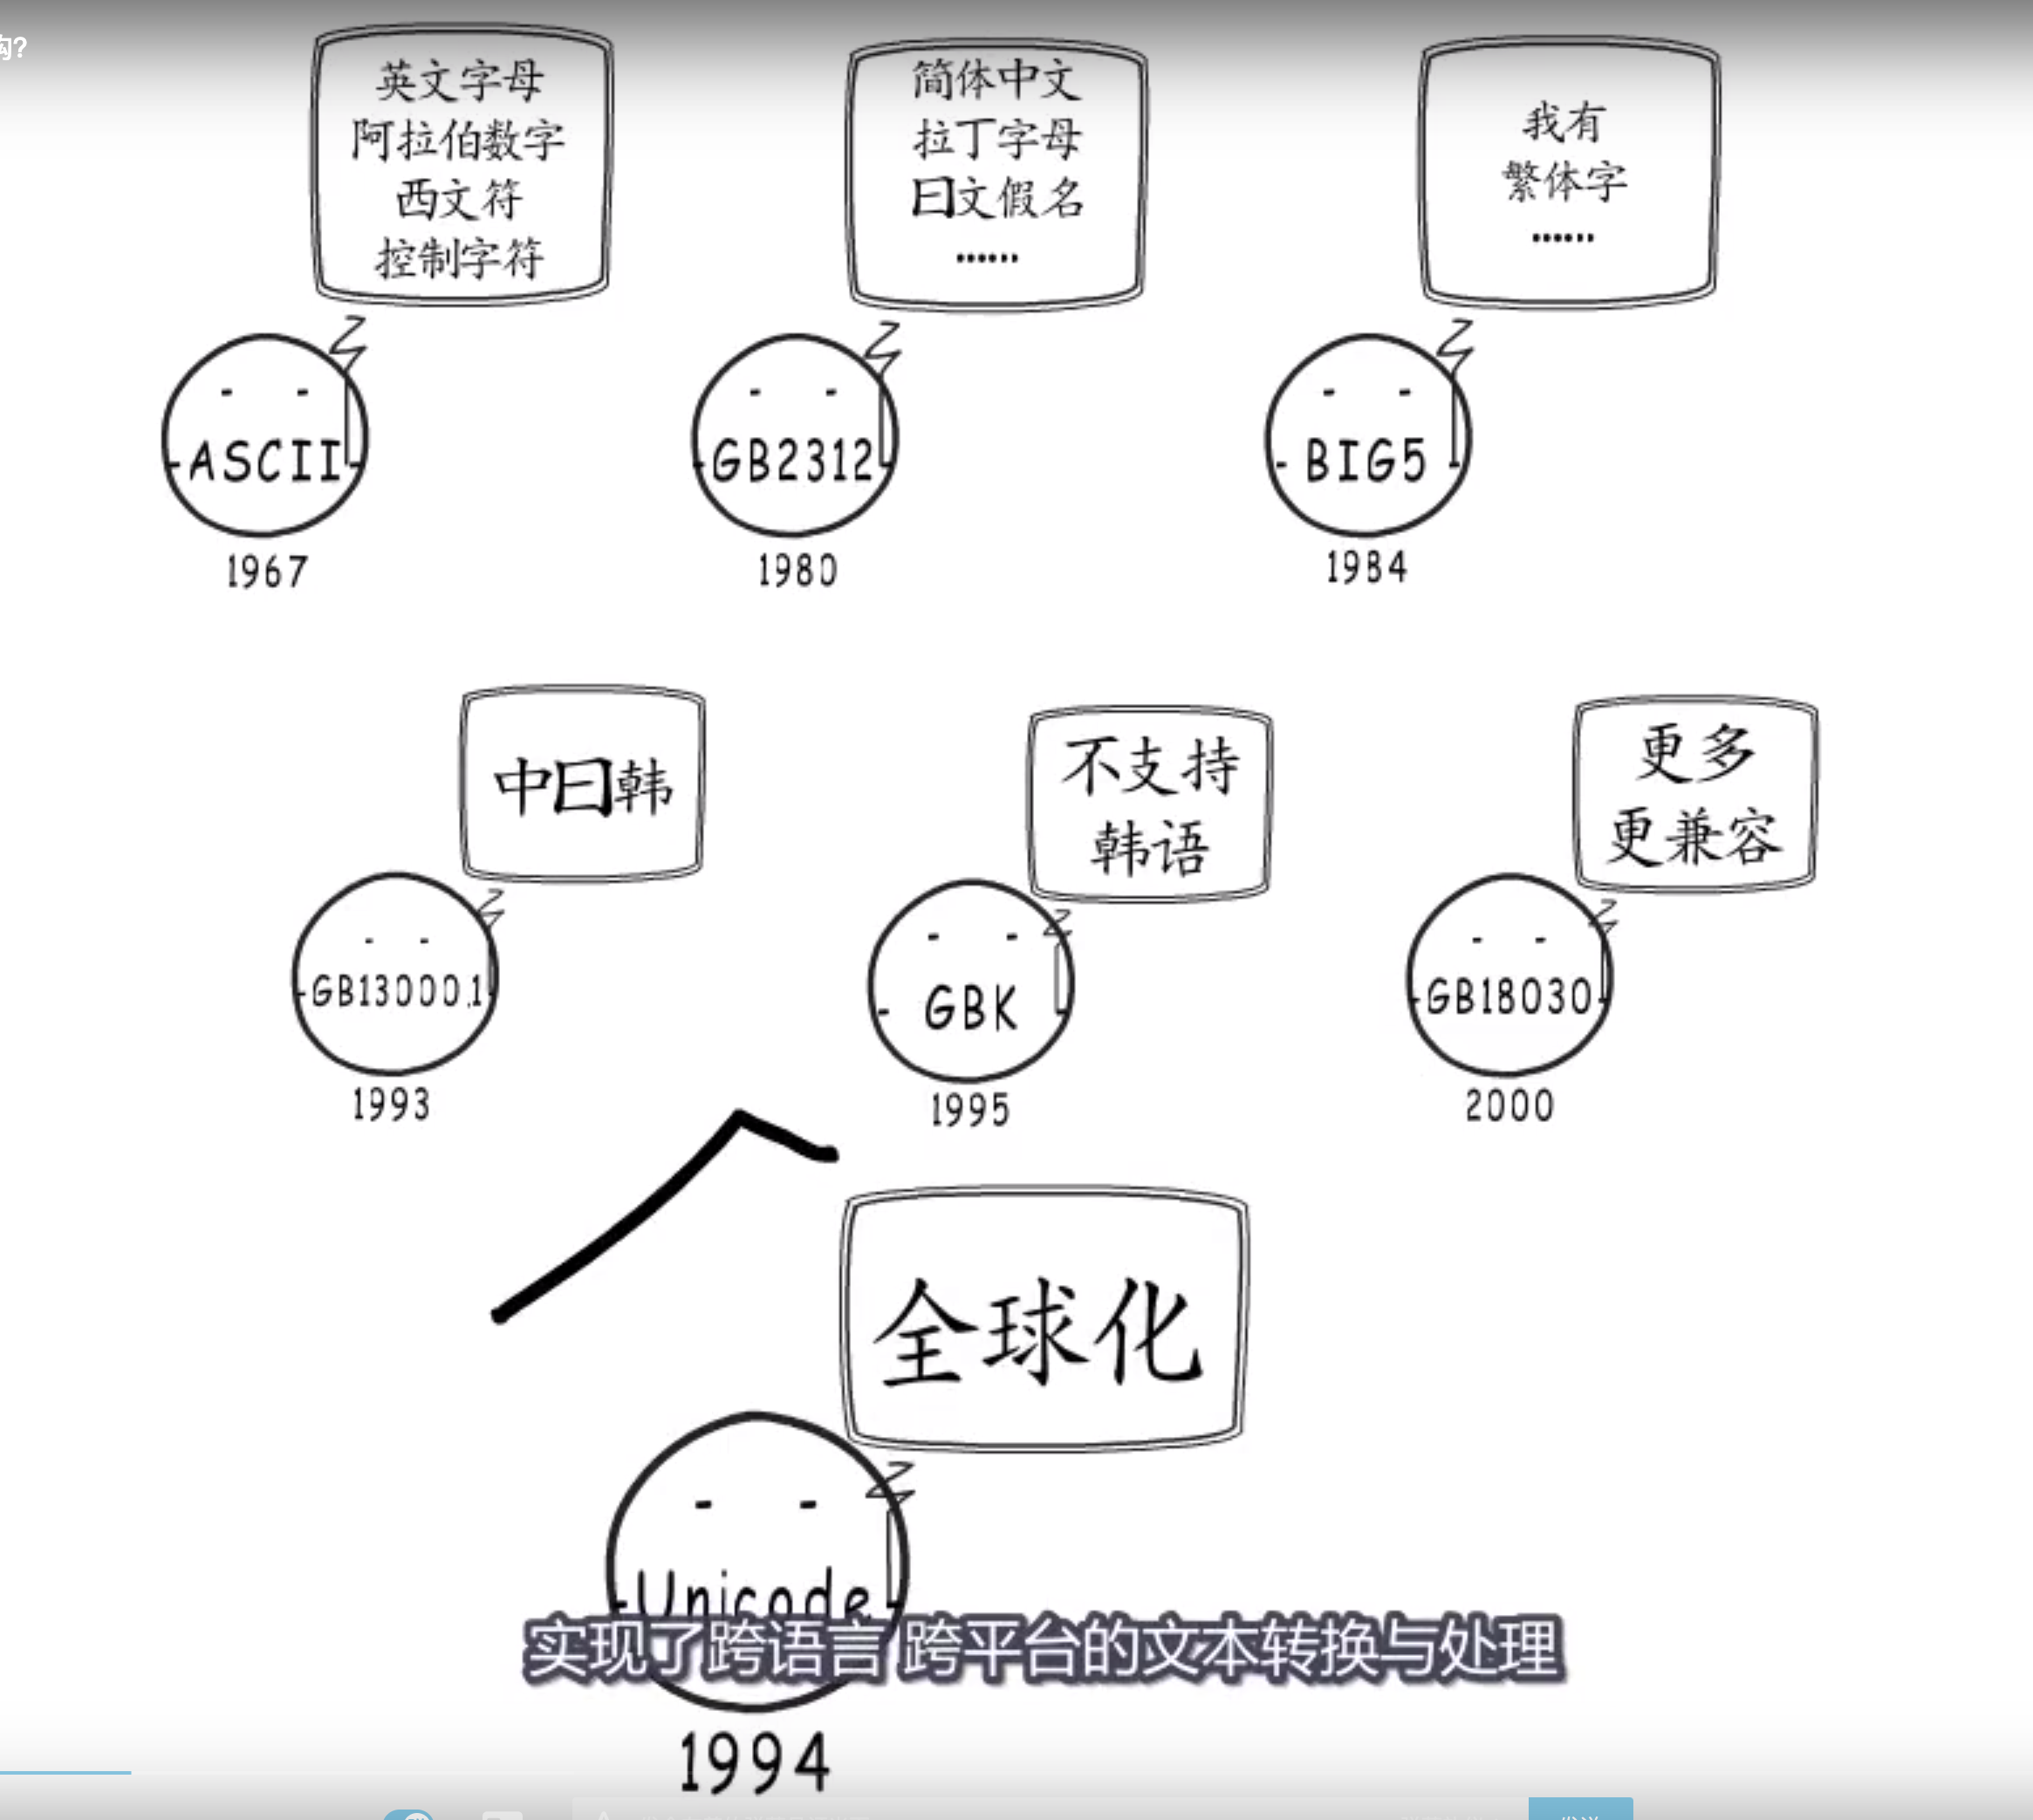 沟?
英文字母
阿拉伯数字
西文符
控制字符
简体中文
拉丁字母
日文假名
······
我有
繁体字
······
ASCII
GB2312
BIG5
1967
1980
1984
中日韩
不支持
韩语
更多
更兼容
GB13000.1
GBK
GB18030
1993
1995
2000
全球化
Unicode
实现了跨语言 跨平台的文本转换与处理
1994